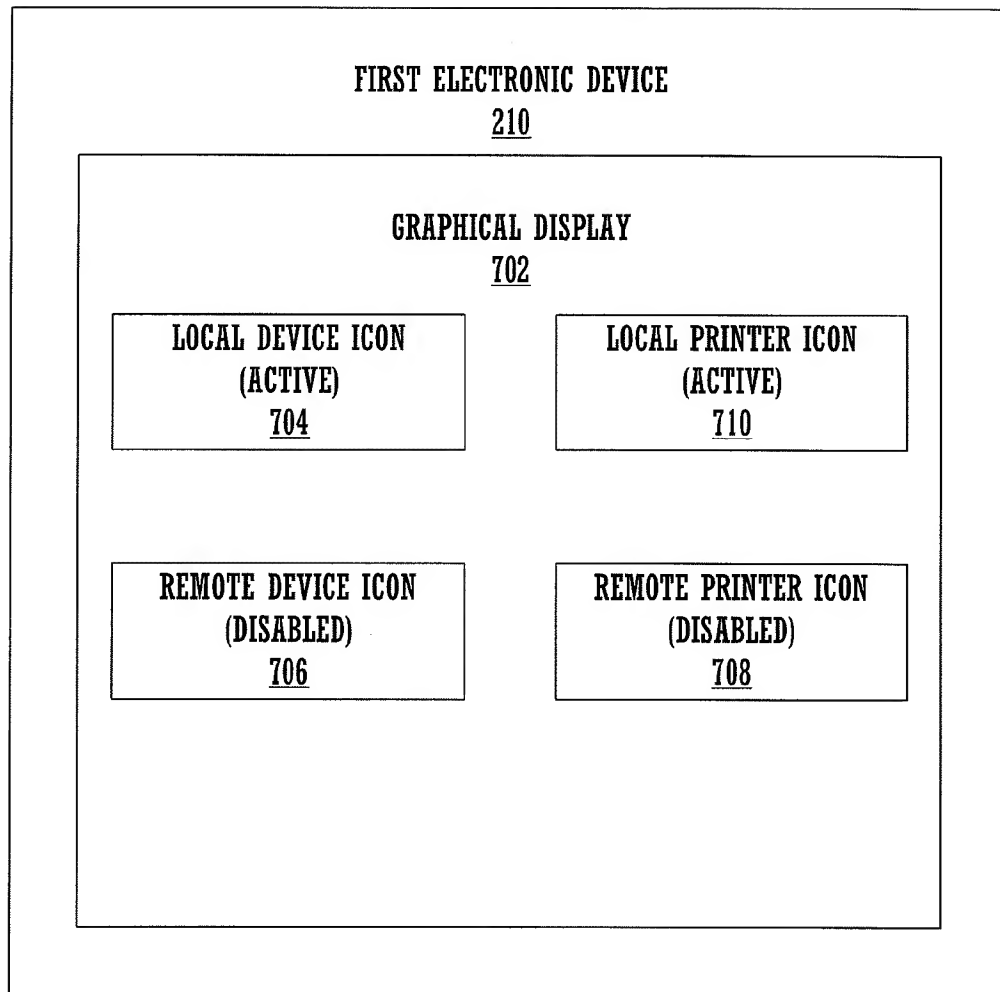 FIRST ELECTRONIC DEVICE
210
GRAPHICAL DISPLAY
702
LOCAL DEVICE ICON
(ACTIVE)
704
LOCAL PRINTER ICON
(ACTIVE)
710
REMOTE DEVICE ICON
(DISABLED)
706
REMOTE PRINTER ICON
(DISABLED)
708